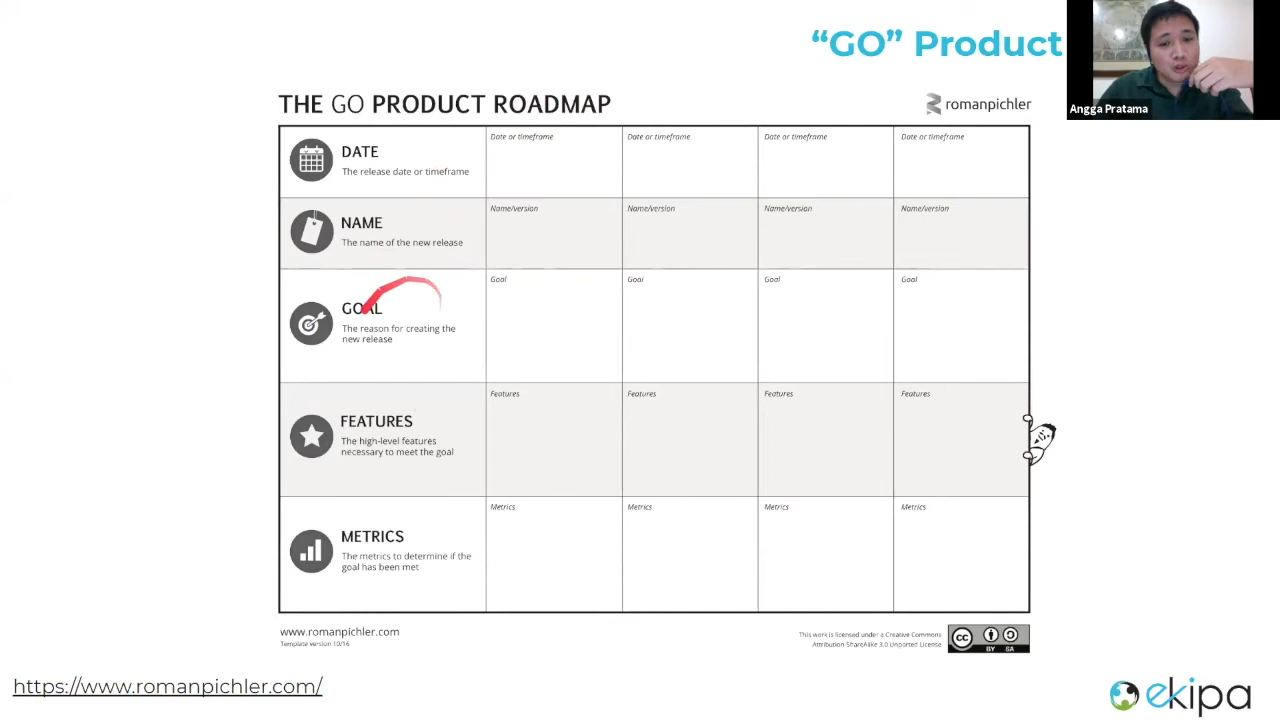 “GO” Product
Angga Pratama
THE GO PRODUCT ROADMAP
romanpichler
DATE
The release date or timeframe
Date or timeframe
Date or timeframe
Date or timeframe
Date or timeframe
NAME
The name of the new release
Name/version
Name/version
Name/version
Name/version
GOAL
The reason for creating the
new release
Goal
Goal
Goal
Goal
FEATURES
The high-level features
necessary to meet the goal
Features
Features
Features
Features
METRICS
The metrics to determine if the
goal has been met
Metrics
Metrics
Metrics
Metrics
www.romanpichler.com
Template version 10/16
This work is licensed under a Creative Commons
Attribution-ShareAlike 3.0 Unported License
cc
BY SA
https://www.romanpichler.com/
ekipa